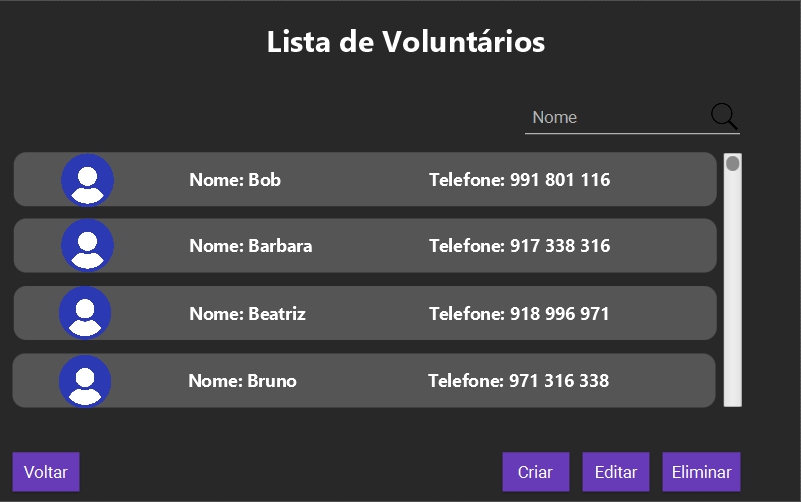 Lista de Voluntários
Nome
Nome: Bob Telefone: 991 801 116
Nome: Barbara Telefone: 917 338 316
Nome: Beatriz Telefone: 918 996 971
Nome: Bruno Telefone: 971 316 338
Voltar Criar Editar Eliminar